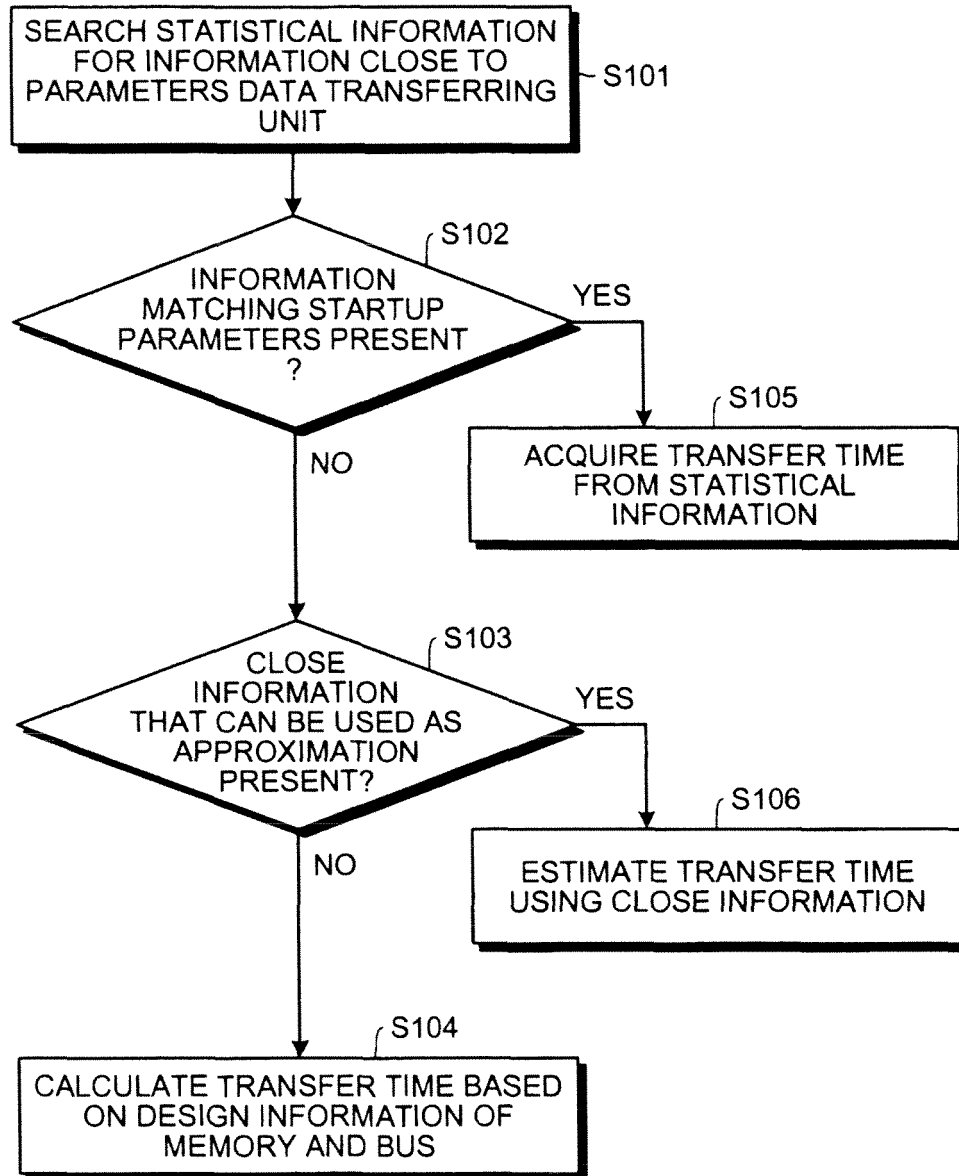 SEARCH STATISTICAL INFORMATION
FOR INFORMATION CLOSE TO
PARAMETERS DATA TRANSFERRING
UNIT
S101
S102
INFORMATION
MATCHING STARTUP
PARAMETERS PRESENT
?
YES
NO
S105
ACQUIRE TRANSFER TIME
FROM STATISTICAL
INFORMATION
S103
CLOSE
INFORMATION
THAT CAN BE USED AS
APPROXIMATION
PRESENT?
YES
NO
S106
ESTIMATE TRANSFER TIME
USING CLOSE INFORMATION
S104
CALCULATE TRANSFER TIME BASED
ON DESIGN INFORMATION OF
MEMORY AND BUS